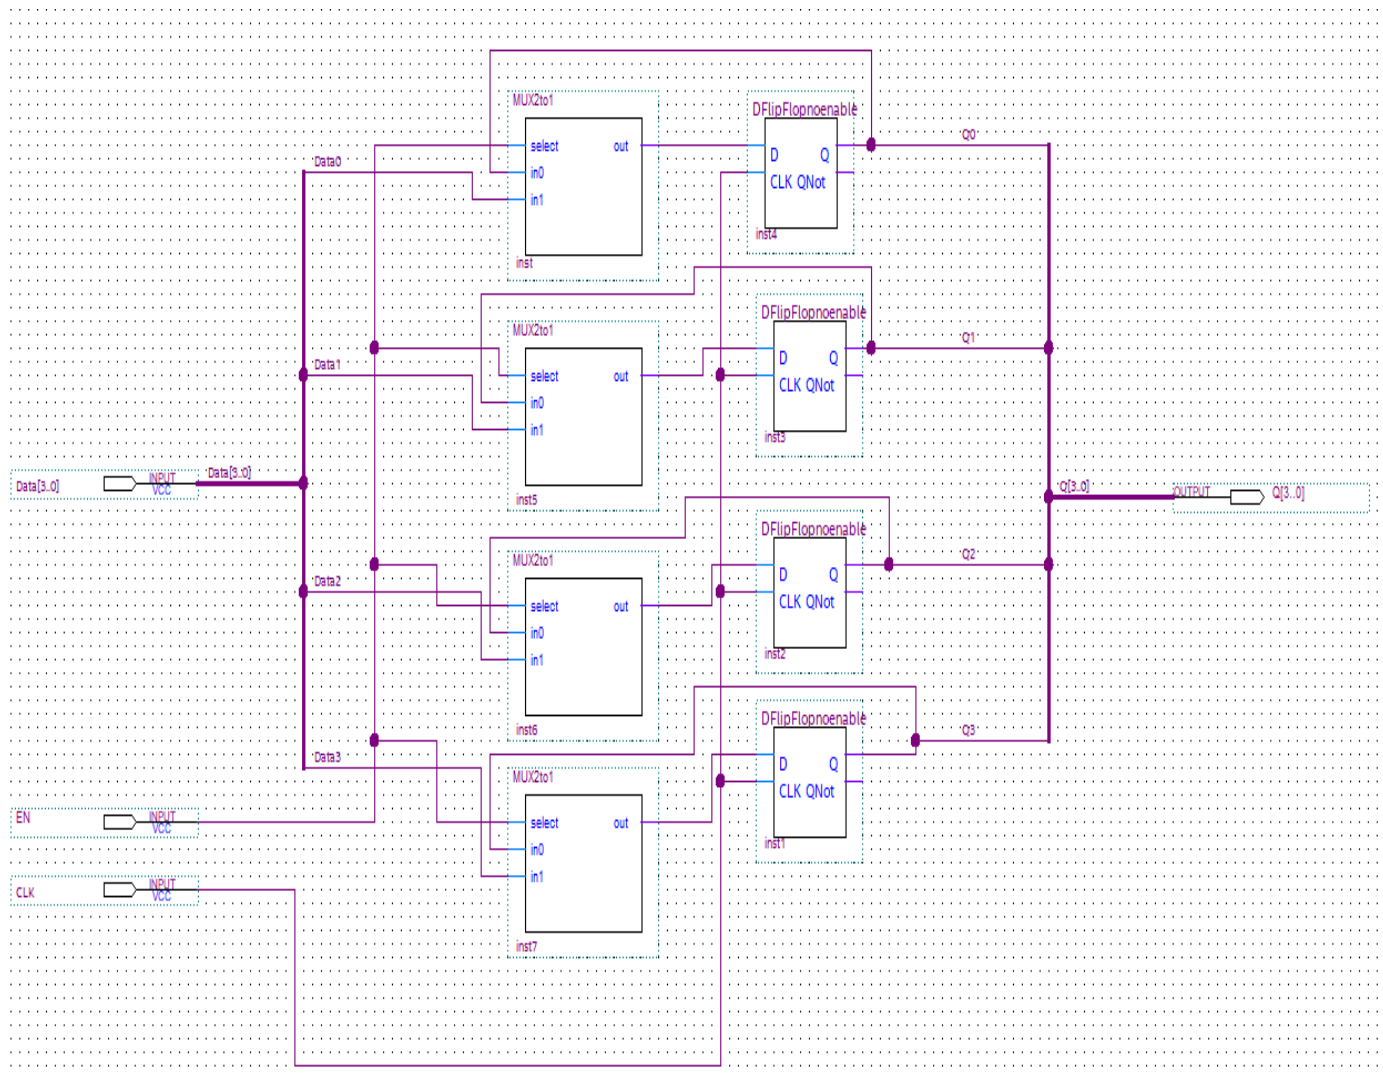 MUX2to1
select
out
in0
in1
inst
DFlipFlopnoenable
D
Q
CLK QNot
inst4
Q0
Data0
MUX2to1
select
out
in0
in1
inst5
DFlipFlopnoenable
D
Q
CLK QNot
inst3
Q1
Data1
Data[3..0]
INPUT
VCC
Data[3..0]
Q[3..0]
OUTPUT
Q[3..0]
MUX2to1
select
out
in0
in1
inst6
DFlipFlopnoenable
D
Q
CLK QNot
inst2
Q2
Data2
MUX2to1
select
out
in0
in1
inst7
DFlipFlopnoenable
D
Q
CLK QNot
inst1
Q3
Data3
EN
INPUT
VCC
CLK
INPUT
VCC